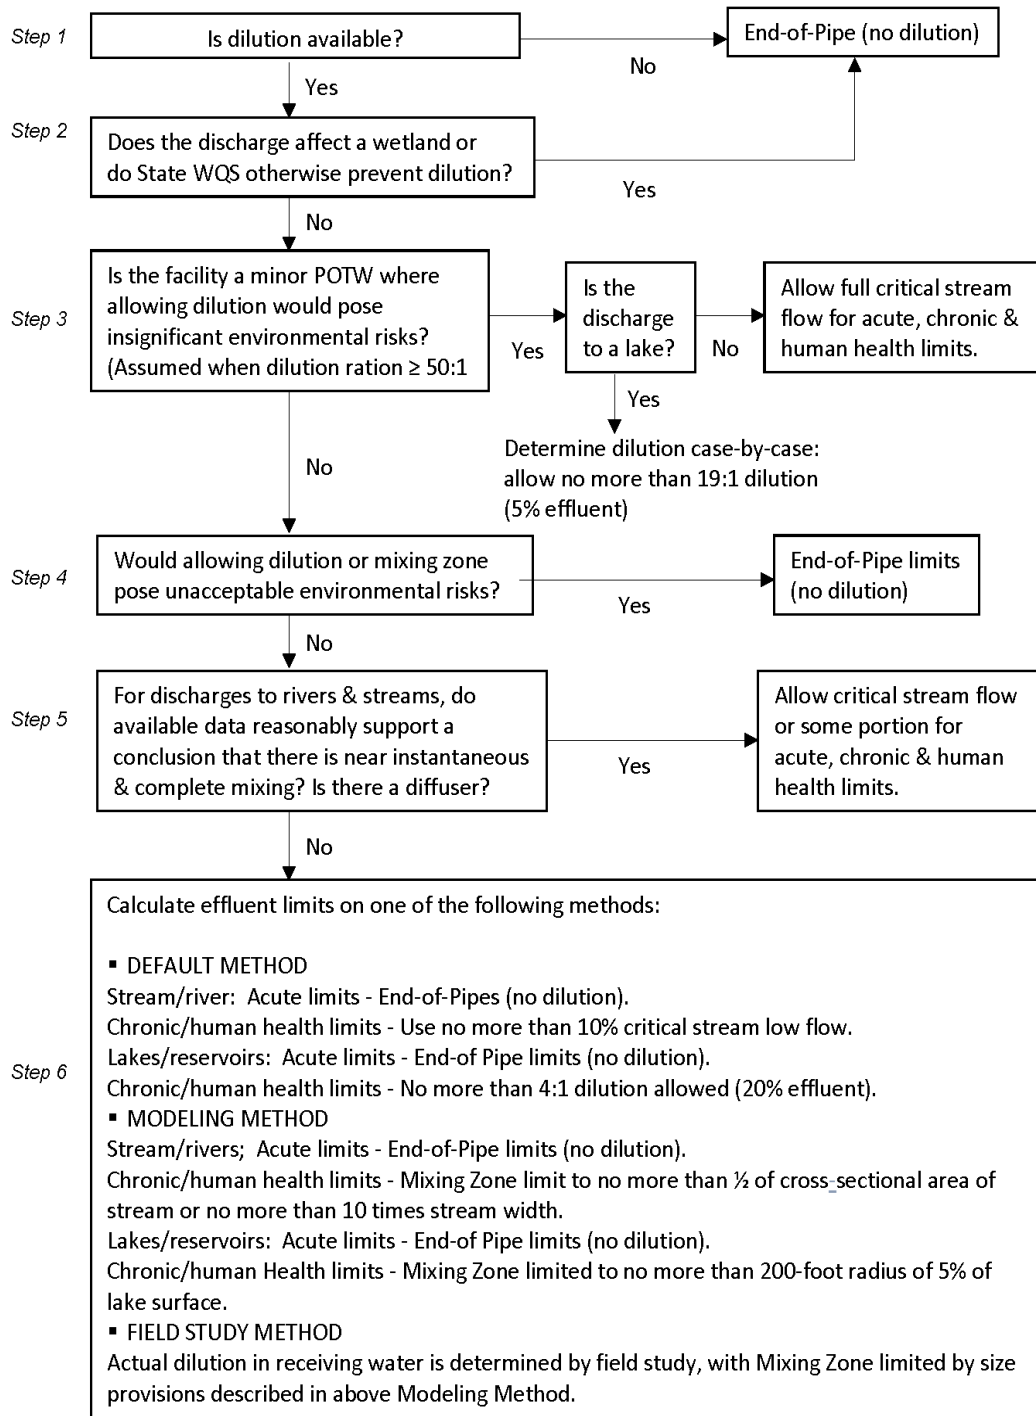 Step 1
Is dilution available?
End-of-Pipe (no dilution)
No
Yes
Step 2
Does the discharge affect a wetland or
do State WQS otherwise prevent dilution?
Yes
No
Step 3
Is the facility a minor POTW where
allowing dilution would pose
insignificant environmental risks?
(Assumed when dilution ration ≥ 50:1
Yes
Is the
discharge
to a lake?
No
Allow full critical stream
flow for acute, chronic &
human health limits.
Yes
Determine dilution case-by-case:
allow no more than 19:1 dilution
(5% effluent)
No
Step 4
Would allowing dilution or mixing zone
pose unacceptable environmental risks?
Yes
End-of-Pipe limits
(no dilution)
No
Step 5
For discharges to rivers & streams, do
available data reasonably support a
conclusion that there is near instantaneous
& complete mixing? Is there a diffuser?
Yes
Allow critical stream flow
or some portion for
acute, chronic & human
health limits.
No
Step 6
Calculate effluent limits on one of the following methods:
▪ DEFAULT METHOD
Stream/river:  Acute limits - End-of-Pipes (no dilution).
Chronic/human health limits - Use no more than 10% critical stream low flow.
Lakes/reservoirs:  Acute limits - End-of Pipe limits (no dilution).
Chronic/human health limits - No more than 4:1 dilution allowed (20% effluent).
▪ MODELING METHOD
Stream/rivers;  Acute limits - End-of-Pipe limits (no dilution).
Chronic/human health limits - Mixing Zone limit to no more than ½ of cross-sectional area of
stream or no more than 10 times stream width.
Lakes/reservoirs:  Acute limits - End-of Pipe limits (no dilution).
Chronic/human Health limits - Mixing Zone limited to no more than 200-foot radius of 5% of
lake surface.
▪ FIELD STUDY METHOD
Actual dilution in receiving water is determined by field study, with Mixing Zone limited by size
provisions described in above Modeling Method.